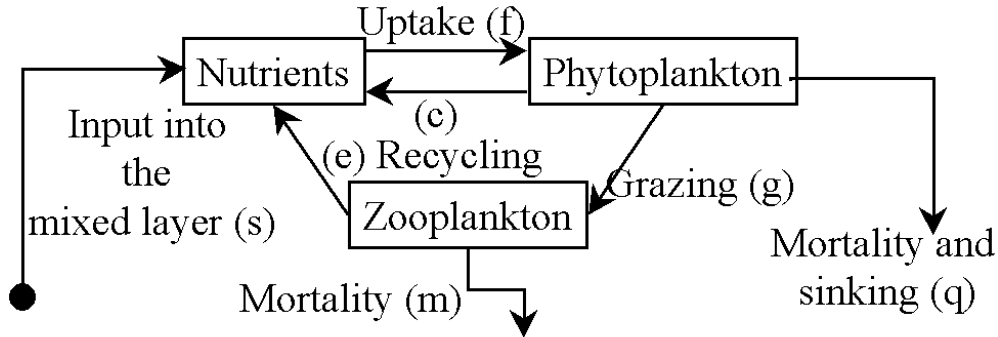 Uptake (f)
Nutrients
Phytoplankton
(c)
Input into
the
mixed layer (s)
(e) Recycling
Grazing (g)
Zooplankton
Mortality and
sinking (q)
Mortality (m)